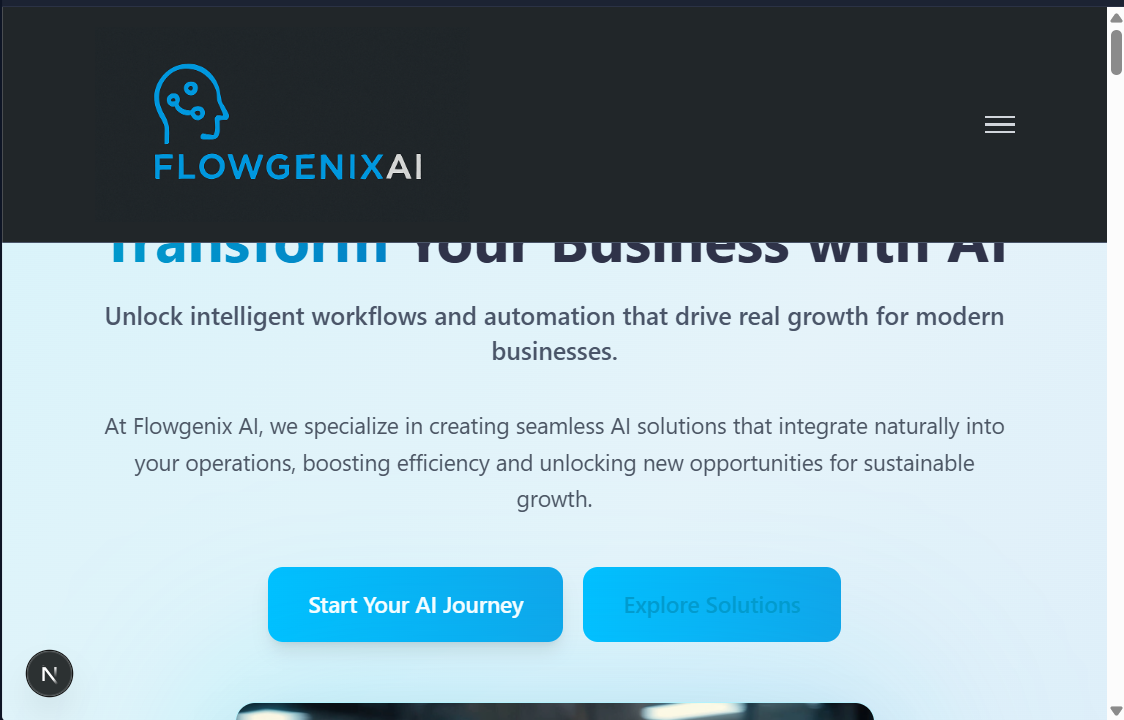 FLOWGENIXAI
Transform Your Business with AI
Unlock intelligent workflows and automation that drive real growth for modern
businesses.
At Flowgenix AI, we specialize in creating seamless AI solutions that integrate naturally into
your operations, boosting efficiency and unlocking new opportunities for sustainable
growth.
Start Your AI Journey
Explore Solutions
N